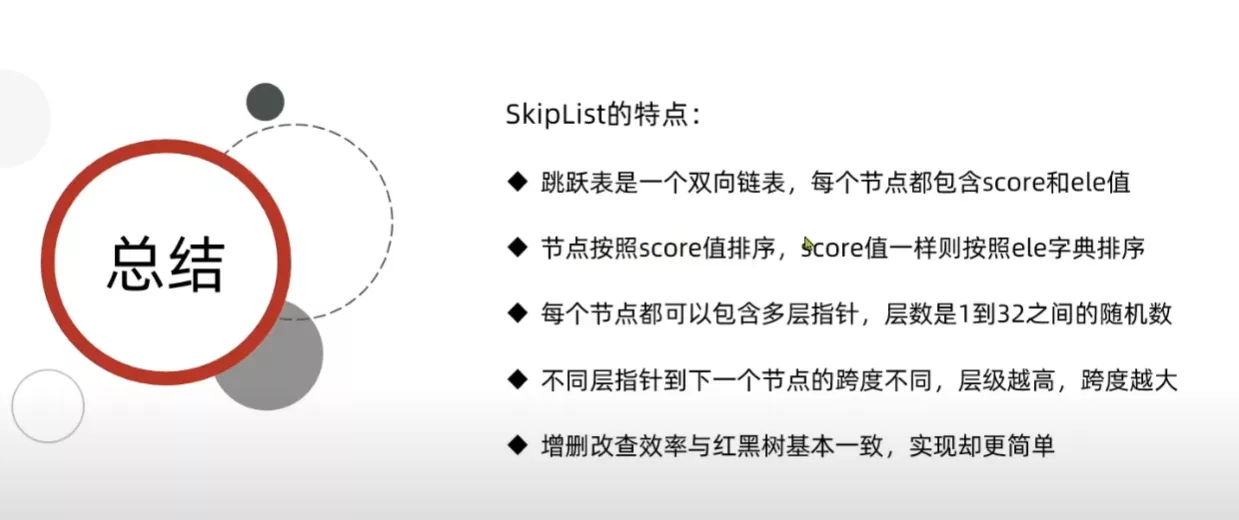 总结
SkipList的特点：
跳跃表是一个双向链表，每个节点都包含score和ele值
节点按照score值排序，score值一样则按照ele字典排序
每个节点都可以包含多层指针，层数是1到32之间的随机数
不同层指针到下一个节点的跨度不同，层级越高，跨度越大
增删改查效率与红黑树基本一致，实现却更简单